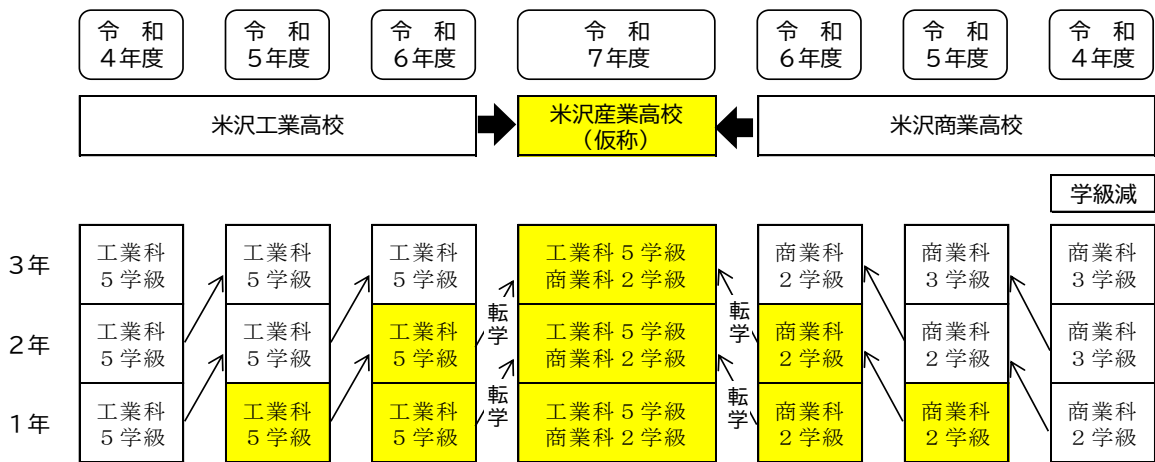 令 和
4年度
令 和
5年度
令 和
6年度
令 和
7年度
令 和
6年度
令 和
5年度
令 和
4年度
米沢工業高校
米沢産業高校
（仮称）
米沢商業高校
学級減
3年
工業科
5学級
工業科
5学級
工業科
5学級
工業科5学級
商業科2学級
商業科
2学級
商業科
3学級
商業科
3学級
転学
転学
2年
工業科
5学級
工業科
5学級
工業科
5学級
工業科5学級
商業科2学級
商業科
2学級
商業科
2学級
商業科
3学級
転学
転学
1年
工業科
5学級
工業科
5学級
工業科
5学級
工業科5学級
商業科2学級
商業科
2学級
商業科
2学級
商業科
2学級